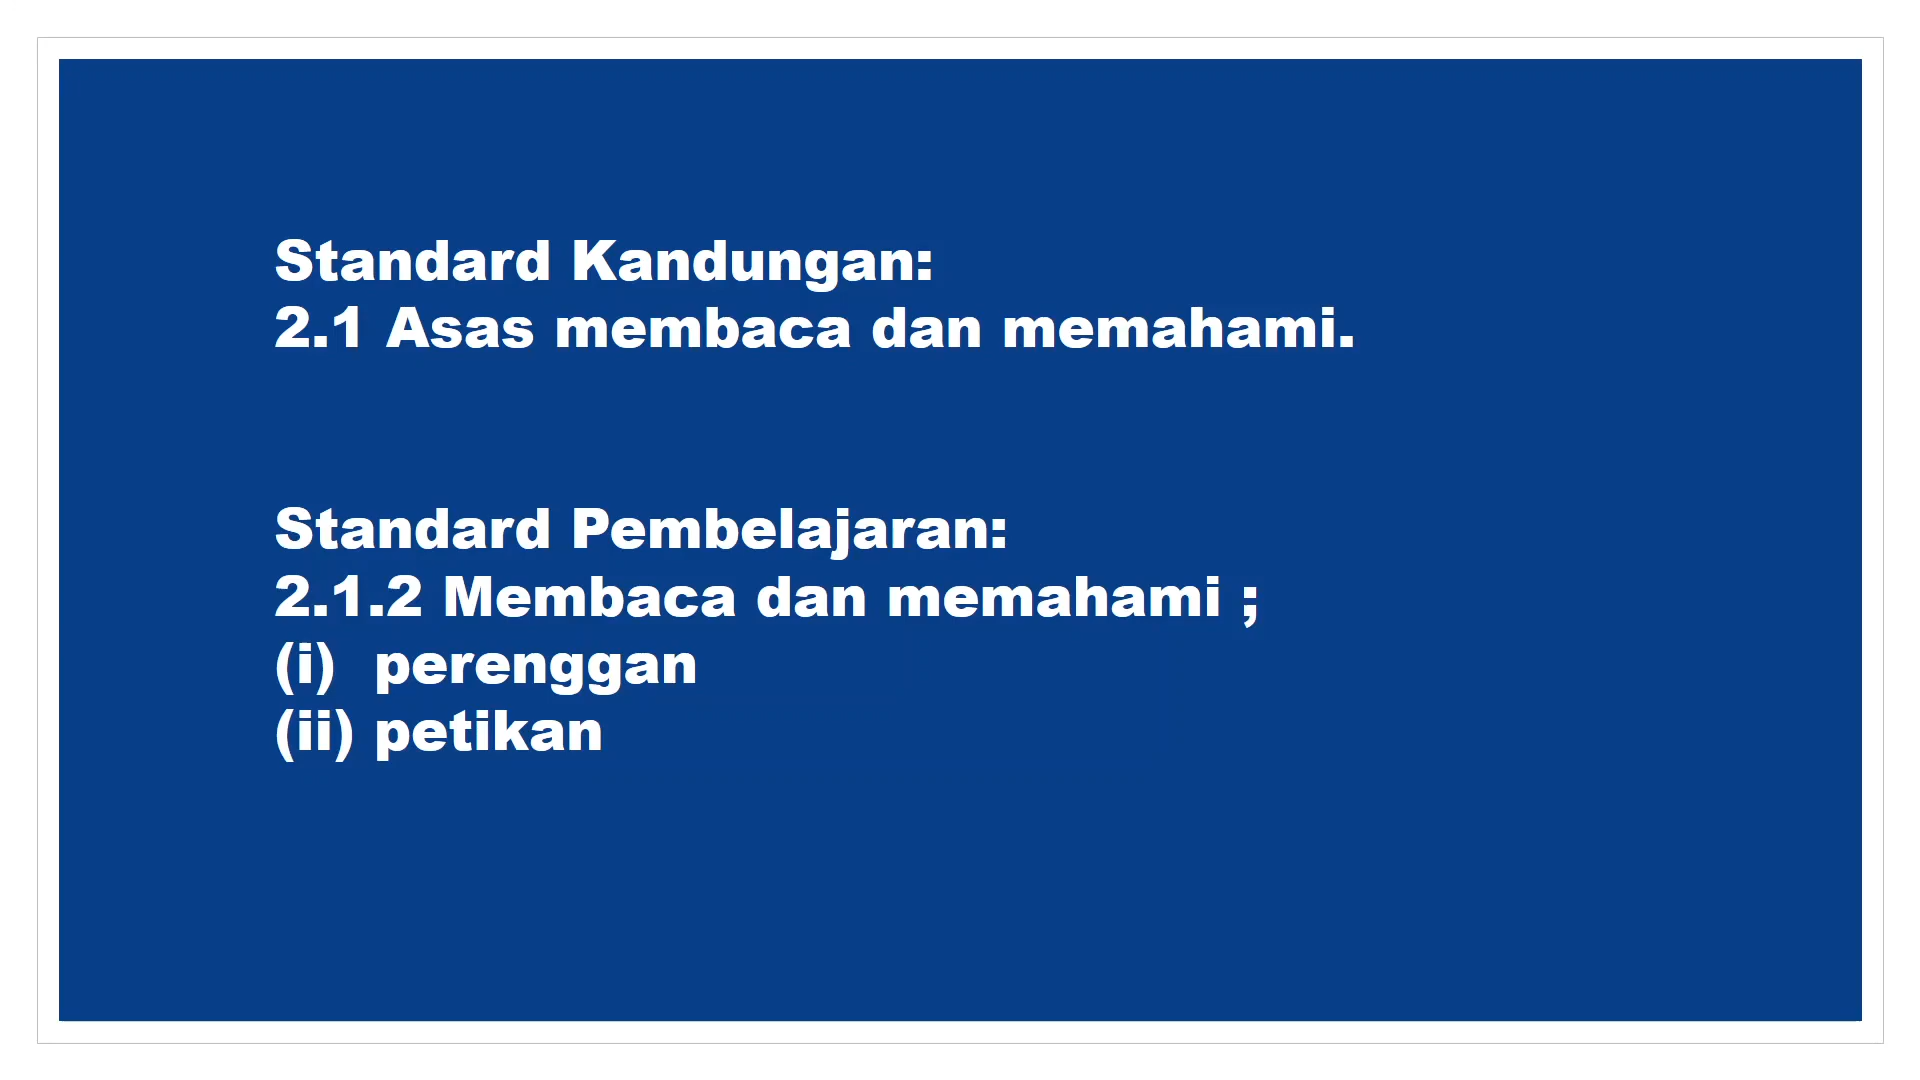 Standard Kandungan:
2.1 Asas membaca dan memahami.
Standard Pembelajaran:
2.1.2 Membaca dan memahami ;
(i) perenggan
(ii) petikan